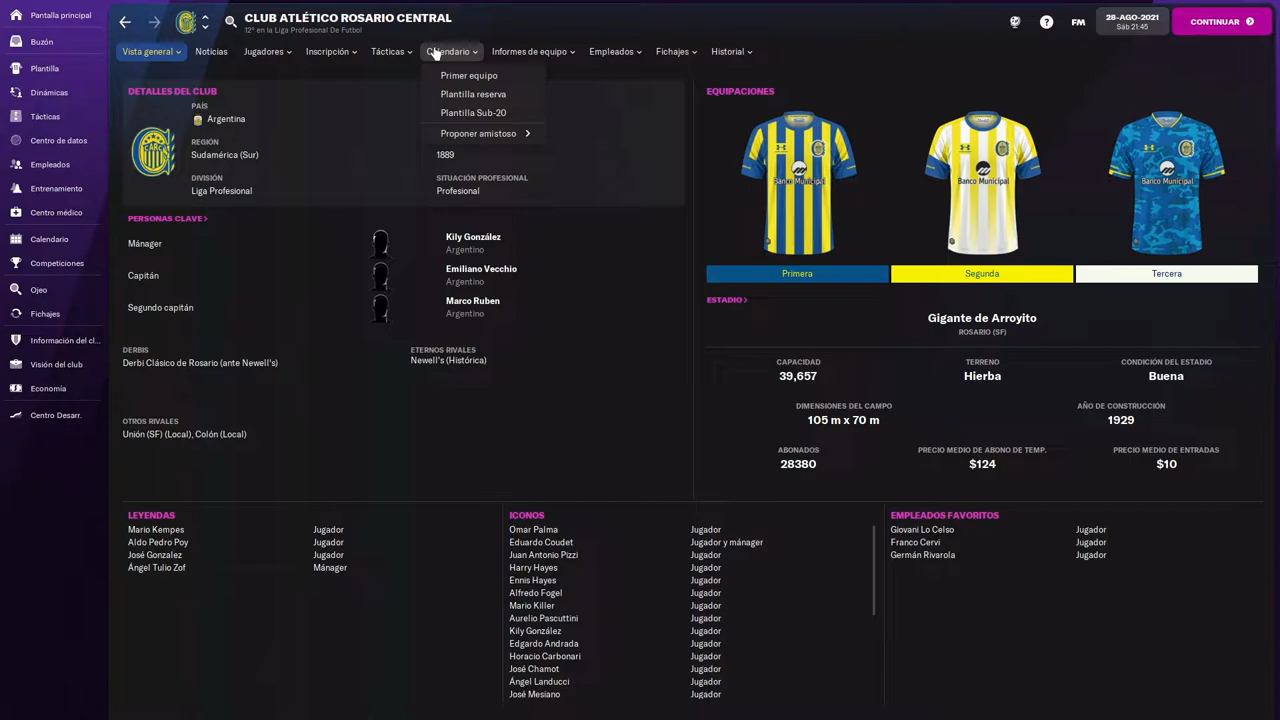 Pantalla principal
Buzón
Plantilla
Dinámicas
Tácticas
Centro de datos
Empleados
Entrenamiento
Centro médico
Calendario
Competiciones
Ojeo
Fichajes
Información del cl...
Visión del club
Economía
Centro Desarr.
CLUB ATLÉTICO ROSARIO CENTRAL
12º en la Liga Profesional De Futbol
FM
28-AGO-2021
Sáb 21:45
CONTINUAR
Vista general
Noticias
Jugadores
Inscripción
Tácticas
Calendario
Informes de equipo
Empleados
Fichajes
Historial
Primer equipo
Plantilla reserva
Plantilla Sub-20
Proponer amistoso
DETALLES DEL CLUB
PAÍS
Argentina
REGIÓN
Sudamérica (Sur)
1889
DIVISIÓN
Liga Profesional
SITUACIÓN PROFESIONAL
Profesional
PERSONAS CLAVE >
Mánager
Kily González
Argentino
Capitán
Emiliano Vecchio
Argentino
Segundo capitán
Marco Ruben
Argentino
DERBIS
Derbi Clásico de Rosario (ante Newell's)
ETERNOS RIVALES
Newell's (Histórica)
OTROS RIVALES
Unión (SF) (Local), Colón (Local)
EQUIPACIONES
Banco Municipal
Banco Municipal
Banco Municipal
Primera
Segunda
Tercera
ESTADIO >
Gigante de Arroyito
ROSARIO (SF)
CAPACIDAD
39,657
TERRENO
Hierba
CONDICIÓN DEL ESTADIO
Buena
DIMENSIONES DEL CAMPO
105 m x 70 m
AÑO DE CONSTRUCCIÓN
1929
ABONADOS
28380
PRECIO MEDIO DE ABONO DE TEMP.
$124
PRECIO MEDIO DE ENTRADAS
$10
LEYENDAS
Mario Kempes Jugador
Aldo Pedro Poy Jugador
José Gonzalez Jugador
Ángel Tulio Zof Mánager
ICONOS
Omar Palma Jugador
Eduardo Coudet Jugador y mánager
Juan Antonio Pizzi Jugador
Harry Hayes Jugador
Ennis Hayes Jugador
Alfredo Fogel Jugador
Mario Killer Jugador
Aurelio Pascuttini Jugador
Kily González Jugador
Edgardo Andrada Jugador
Horacio Carbonari Jugador
José Chamot Jugador
Ángel Landucci Jugador
José Mesiano Jugador
EMPLEADOS FAVORITOS
Giovani Lo Celso Jugador
Franco Cervi Jugador
Germán Rivarola Jugador